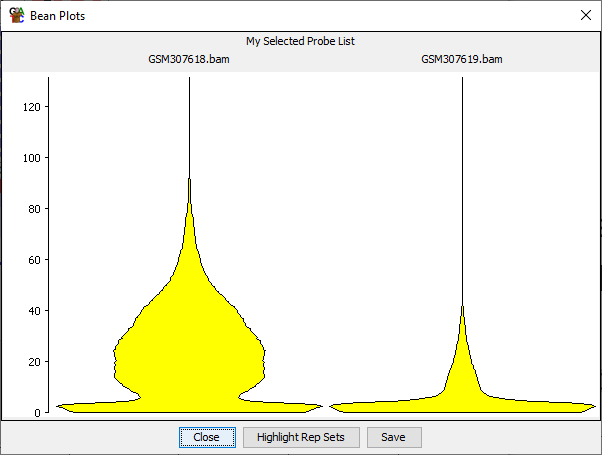 Bean Plots
My Selected Probe List
GSM307618.bam GSM307619.bam
120
100
80
60
40
20
0
Close Highlight Rep Sets Save